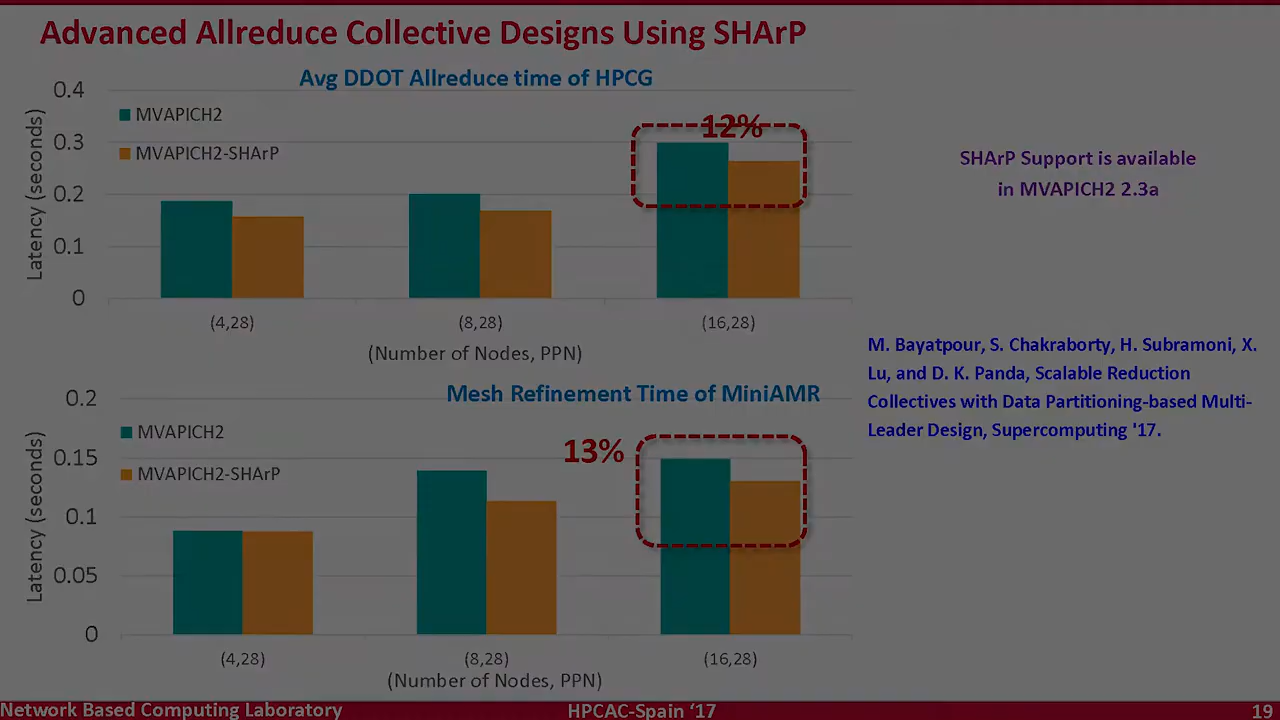 Advanced Allreduce Collective Designs Using SHArP
Avg DDOT Allreduce time of HPCG
Latency (seconds)
0.4
0.3
0.2
0.1
0
MVAPICH2
MVAPICH2-SHArP
12%
(4,28)
(8,28)
(16,28)
(Number of Nodes, PPN)
SHArP Support is available
in MVAPICH2 2.3a
Mesh Refinement Time of MiniAMR
Latency (seconds)
0.2
0.15
0.1
0.05
0
MVAPICH2
MVAPICH2-SHArP
13%
(4,28)
(8,28)
(16,28)
(Number of Nodes, PPN)
M. Bayatpour, S. Chakraborty, H. Subramoni, X.
Lu, and D. K. Panda, Scalable Reduction
Collectives with Data Partitioning-based Multi-
Leader Design, Supercomputing '17.
Network Based Computing Laboratory
HPCAC-Spain ‘17
19